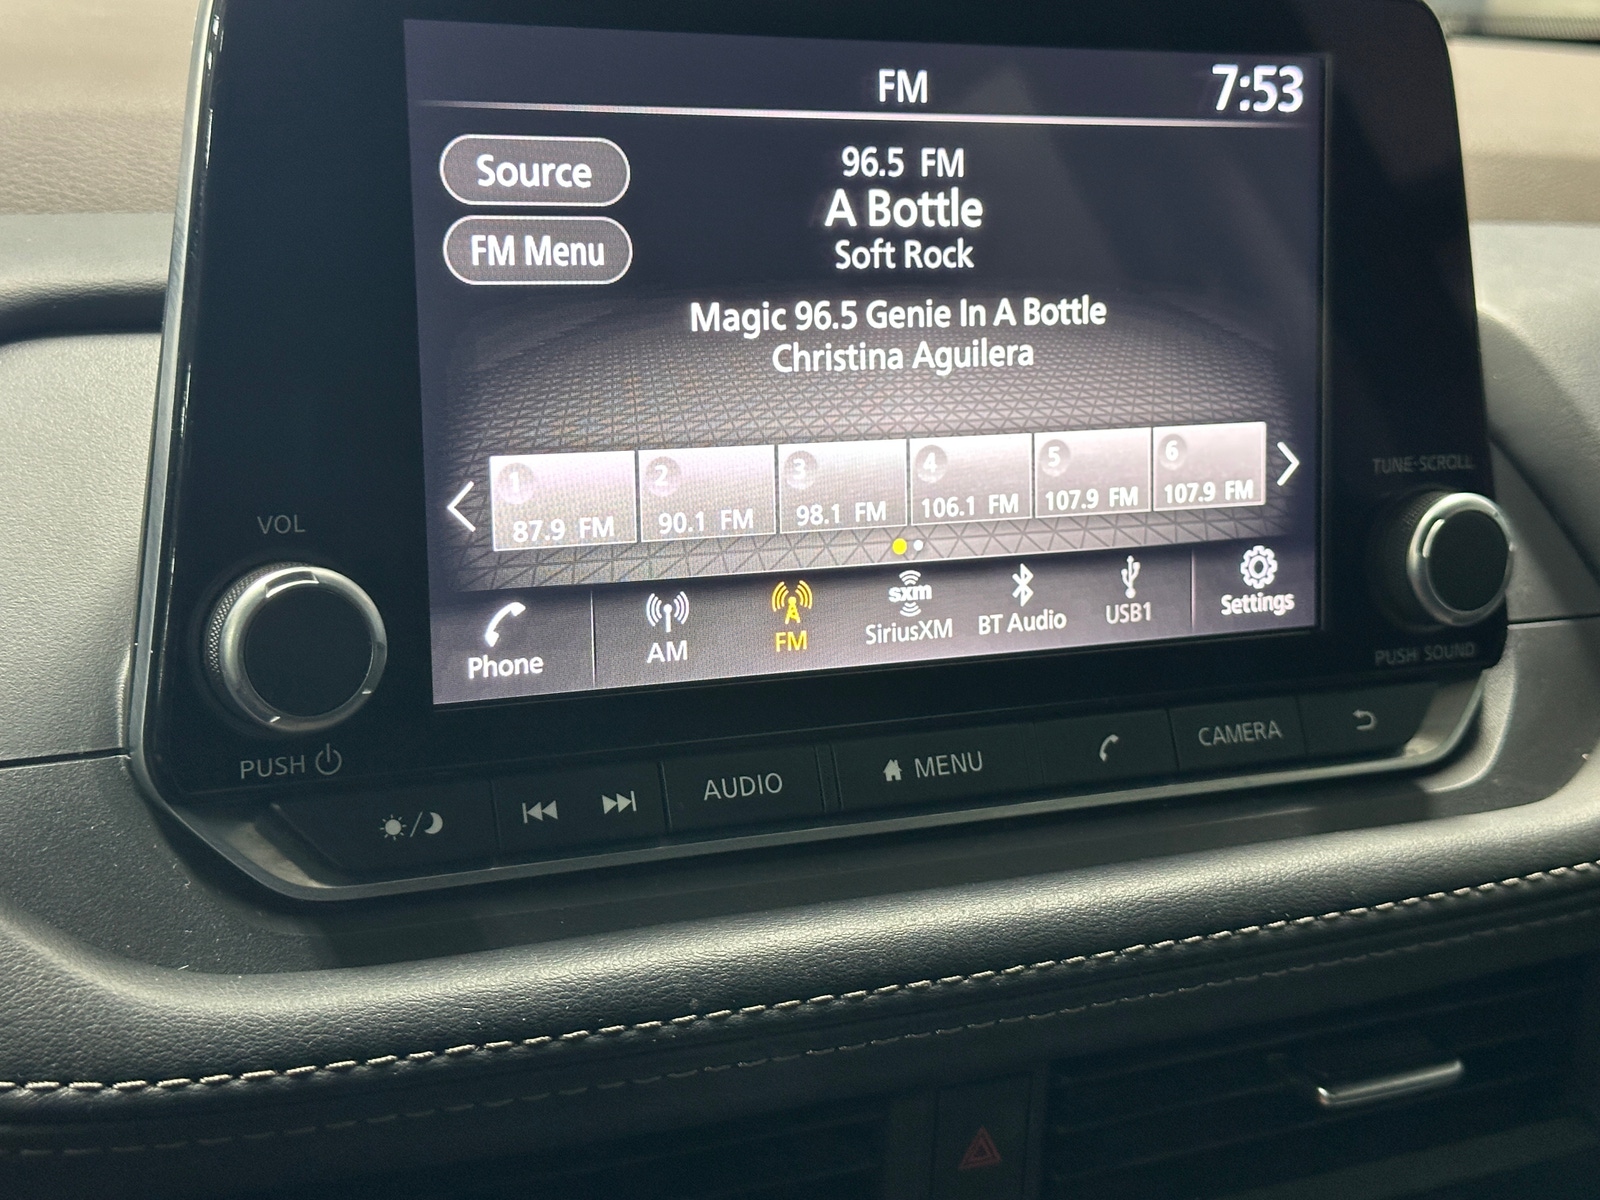 FM
7:53
Source
FM Menu
96.5 FM
A Bottle
Soft Rock
Magic 96.5 Genie In A Bottle
Christina Aguilera
1
87.9 FM
2
90.1 FM
3
98.1 FM
4
106.1 FM
5
107.9 FM
6
107.9 FM
Phone
AM
FM
sxm
SiriusXM
BT Audio
USB1
Settings
VOL
PUSH
TUNE·SCROLL
PUSH SOUND
AUDIO
MENU
CAMERA